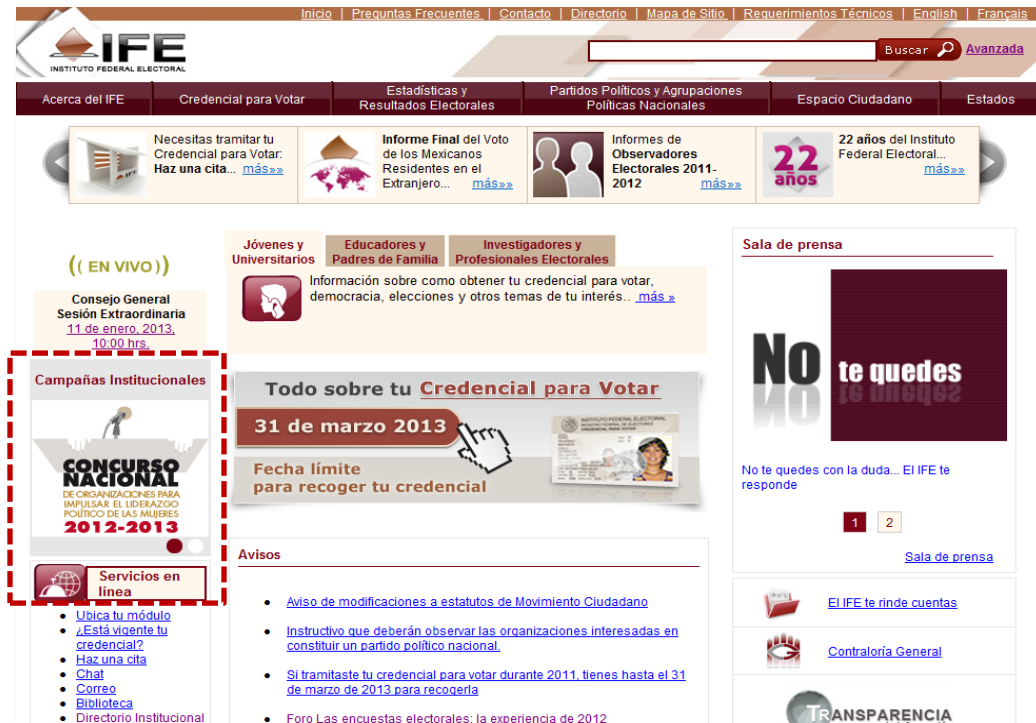 Inicio | Preguntas Frecuentes | Contacto | Directorio | Mapa de Sitio | Requerimientos Técnicos | English | Français
IFE
INSTITUTO FEDERAL ELECTORAL
Buscar
Avanzada
Acerca del IFE
Credencial para Votar
Estadísticas y
Resultados Electorales
Partidos Políticos y Agrupaciones
Políticas Nacionales
Espacio Ciudadano
Estados
Necesitas tramitar tu
Credencial para Votar:
Haz una cita... más»»
Informe Final del Voto
de los Mexicanos
Residentes en el
Extranjero... más»»
Informes de
Observadores
Electorales 2011-
2012 más»»
22
años
22 años del Instituto
Federal Electoral...
más»»
(( EN VIVO ))
Consejo General
Sesión Extraordinaria
11 de enero, 2013,
10:00 hrs.
Jóvenes y
Universitarios
Educadores y
Padres de Familia
Investigadores y
Profesionales Electorales
Información sobre como obtener tu credencial para votar,
democracia, elecciones y otros temas de tu interés.. más »
Campañas Institucionales
CONCURSO
NACIONAL
DE ORGANIZACIONES PARA
IMPULSAR EL LIDERAZGO
POLÍTICO DE LAS MUJERES
2012-2013
Servicios en
línea
Ubica tu módulo
¿Está vigente tu
credencial?
Haz una cita
Chat
Correo
Biblioteca
Directorio Institucional
Todo sobre tu Credencial para Votar
31 de marzo 2013
Fecha límite
para recoger tu credencial
INSTITUTO FEDERAL ELECTORAL
Avisos
Aviso de modificaciones a estatutos de Movimiento Ciudadano
Instructivo que deberán observar las organizaciones interesadas en
constituir un partido político nacional.
Si tramitaste tu credencial para votar durante 2011, tienes hasta el 31
de marzo de 2013 para recogerla
Foro Las encuestas electorales: la experiencia de 2012
Sala de prensa
No te quedes
No te quedes con la duda... El IFE te
responde
1 2
Sala de prensa
El IFE te rinde cuentas
Contraloría General
TRANSPARENCIA